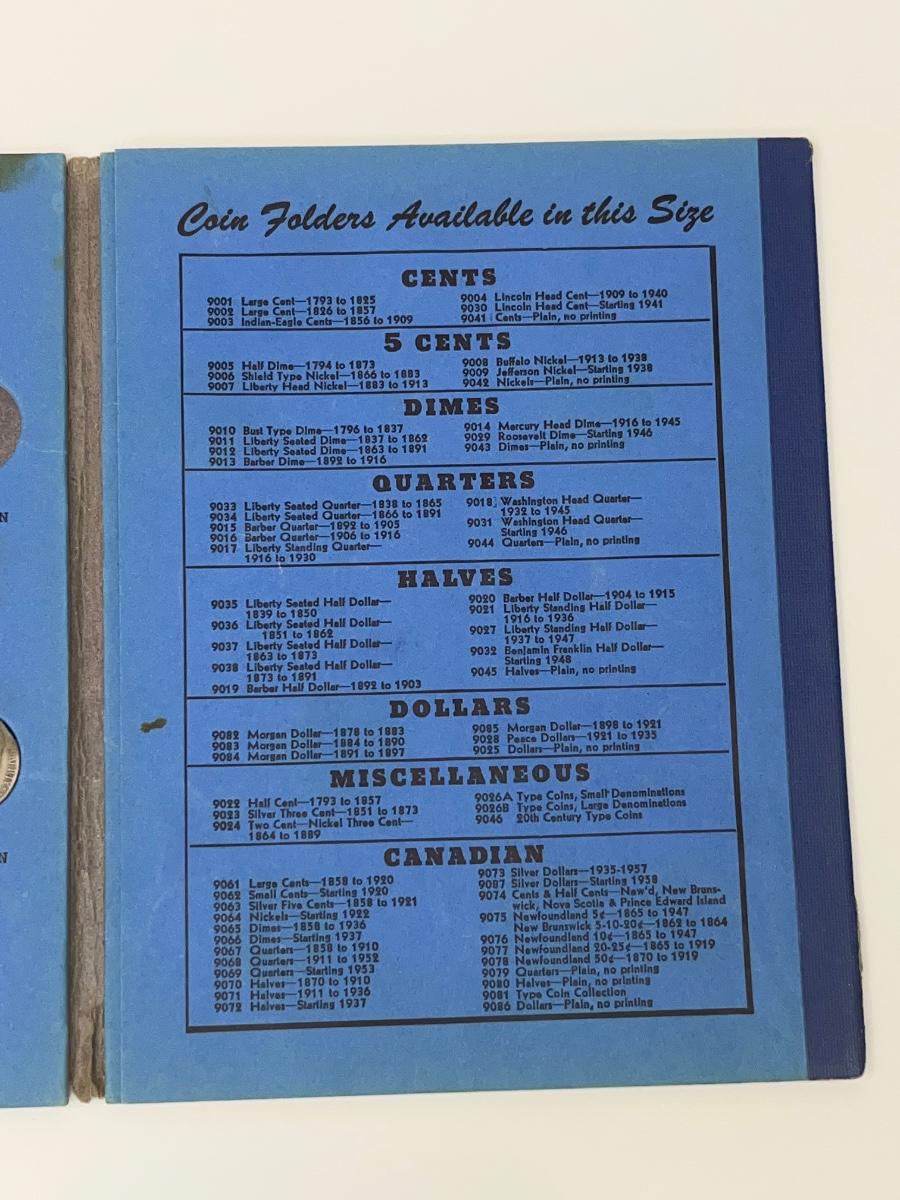 Coin Folders Available in this Size
CENTS
9001 Large Cent—1793 to 1825
9002 Large Cent—1826 to 1857
9003 Indian-Eagle Cents—1856 to 1909
9004 Lincoln Head Cent—1909 to 1940
9030 Lincoln Head Cent—Starting 1941
9041 Cents—Plain, no printing
5 CENTS
9005 Half Dime—1794 to 1873
9006 Shield Type Nickel—1866 to 1883
9007 Liberty Head Nickel—1883 to 1913
9008 Buffalo Nickel—1913 to 1938
9009 Jefferson Nickel—Starting 1938
9042 Nickels—Plain, no printing
DIMES
9010 Bust Type Dime—1796 to 1837
9011 Liberty Seated Dime—1837 to 1862
9012 Liberty Seated Dime—1863 to 1891
9013 Barber Dime—1892 to 1916
9014 Mercury Head Dime—1916 to 1945
9029 Roosevelt Dime—Starting 1946
9043 Dimes—Plain, no printing
QUARTERS
9033 Liberty Seated Quarter—1838 to 1865
9034 Liberty Seated Quarter—1866 to 1891
9015 Barber Quarter—1892 to 1905
9016 Barber Quarter—1906 to 1916
9017 Liberty Standing Quarter—
1916 to 1930
9018 Washington Head Quarter—
1932 to 1945
9031 Washington Head Quarter—
Starting 1946
9044 Quarters—Plain, no printing
HALVES
9035 Liberty Seated Half Dollar—
1839 to 1850
9036 Liberty Seated Half Dollar—
1851 to 1862
9037 Liberty Seated Half Dollar—
1863 to 1873
9038 Liberty Seated Half Dollar—
1873 to 1891
9019 Barber Half Dollar—1892 to 1903
9020 Barber Half Dollar—1904 to 1915
9021 Liberty Standing Half Dollar—
1916 to 1936
9027 Liberty Standing Half Dollar—
1937 to 1947
9032 Benjamin Franklin Half Dollar—
Starting 1948
9045 Halves—Plain, no printing
DOLLARS
9082 Morgan Dollar—1878 to 1883
9083 Morgan Dollar—1884 to 1890
9084 Morgan Dollar—1891 to 1897
9085 Morgan Dollar—1898 to 1921
9028 Peace Dollars—1921 to 1935
9025 Dollars—Plain, no printing
MISCELLANEOUS
9022 Half Cent—1793 to 1857
9023 Silver Three Cent—1851 to 1873
9024 Two Cent—Nickel Three Cent—
1864 to 1889
9026A Type Coins, Small Denominations
9026B Type Coins, Large Denominations
9046 20th Century Type Coins
CANADIAN
9061 Large Cents—1858 to 1920
9062 Small Cents—Starting 1920
9063 Silver Five Cents—1858 to 1921
9064 Nickels—Starting 1922
9065 Dimes—1858 to 1936
9066 Dimes—Starting 1937
9067 Quarters—1858 to 1910
9068 Quarters—1911 to 1952
9069 Quarters—Starting 1953
9070 Halves—1870 to 1910
9071 Halves—1911 to 1936
9072 Halves—Starting 1937
9073 Silver Dollars—1935-1957
9087 Silver Dollars—Starting 1958
9074 Cents & Half Cents—New'd, New Bruns-
wick, Nova Scotia & Prince Edward Island
9075 Newfoundland 5¢—1865 to 1947
New Brunswick 5-10-20¢—1862 to 1864
9076 Newfoundland 10¢—1865 to 1947
9077 Newfoundland 20-25¢—1865 to 1919
9078 Newfoundland 50¢—1870 to 1919
9079 Quarters—Plain, no printing
9080 Halves—Plain, no printing
9081 Type Coin Collection
9086 Dollars—Plain, no printing
N
N